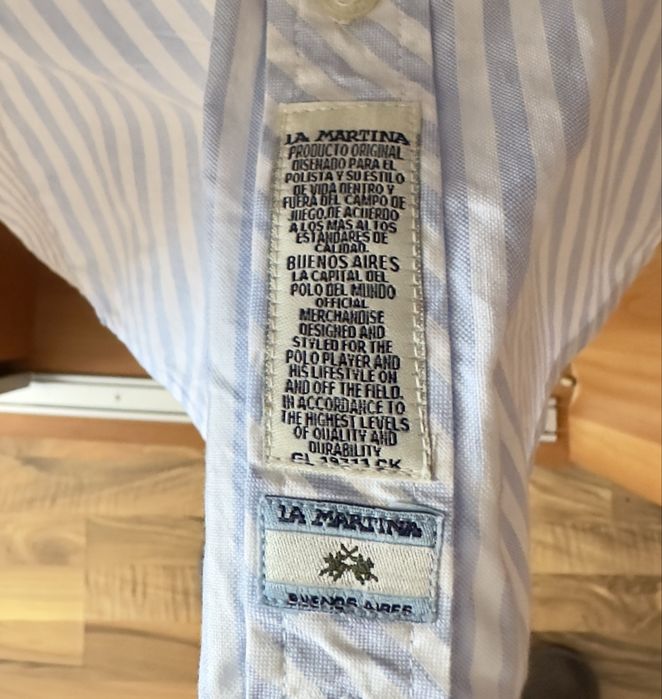 LA MARTINA
PRODUCTO ORIGINAL
DISEÑADO PARA EL
POLISTA Y SU ESTILO
DE VIDA DENTRO Y
FUERA DEL CAMPO DE
JUEGO.DE ACUERDO
A LOS MAS ALTOS
ESTANDARES DE
CALIDAD.
BUENOS AIRES
LA CAPITAL DEL
POLO DEL MUNDO
OFFICIAL
MERCHANDISE
DESIGNED AND
STYLED FOR THE
POLO PLAYER AND
HIS LIFESTYLE ON
AND OFF THE FIELD.
IN ACCORDANCE TO
THE HIGHEST LEVELS
OF QUALITY AND
DURABILITY
LA MARTINA
BUENOS AIRES